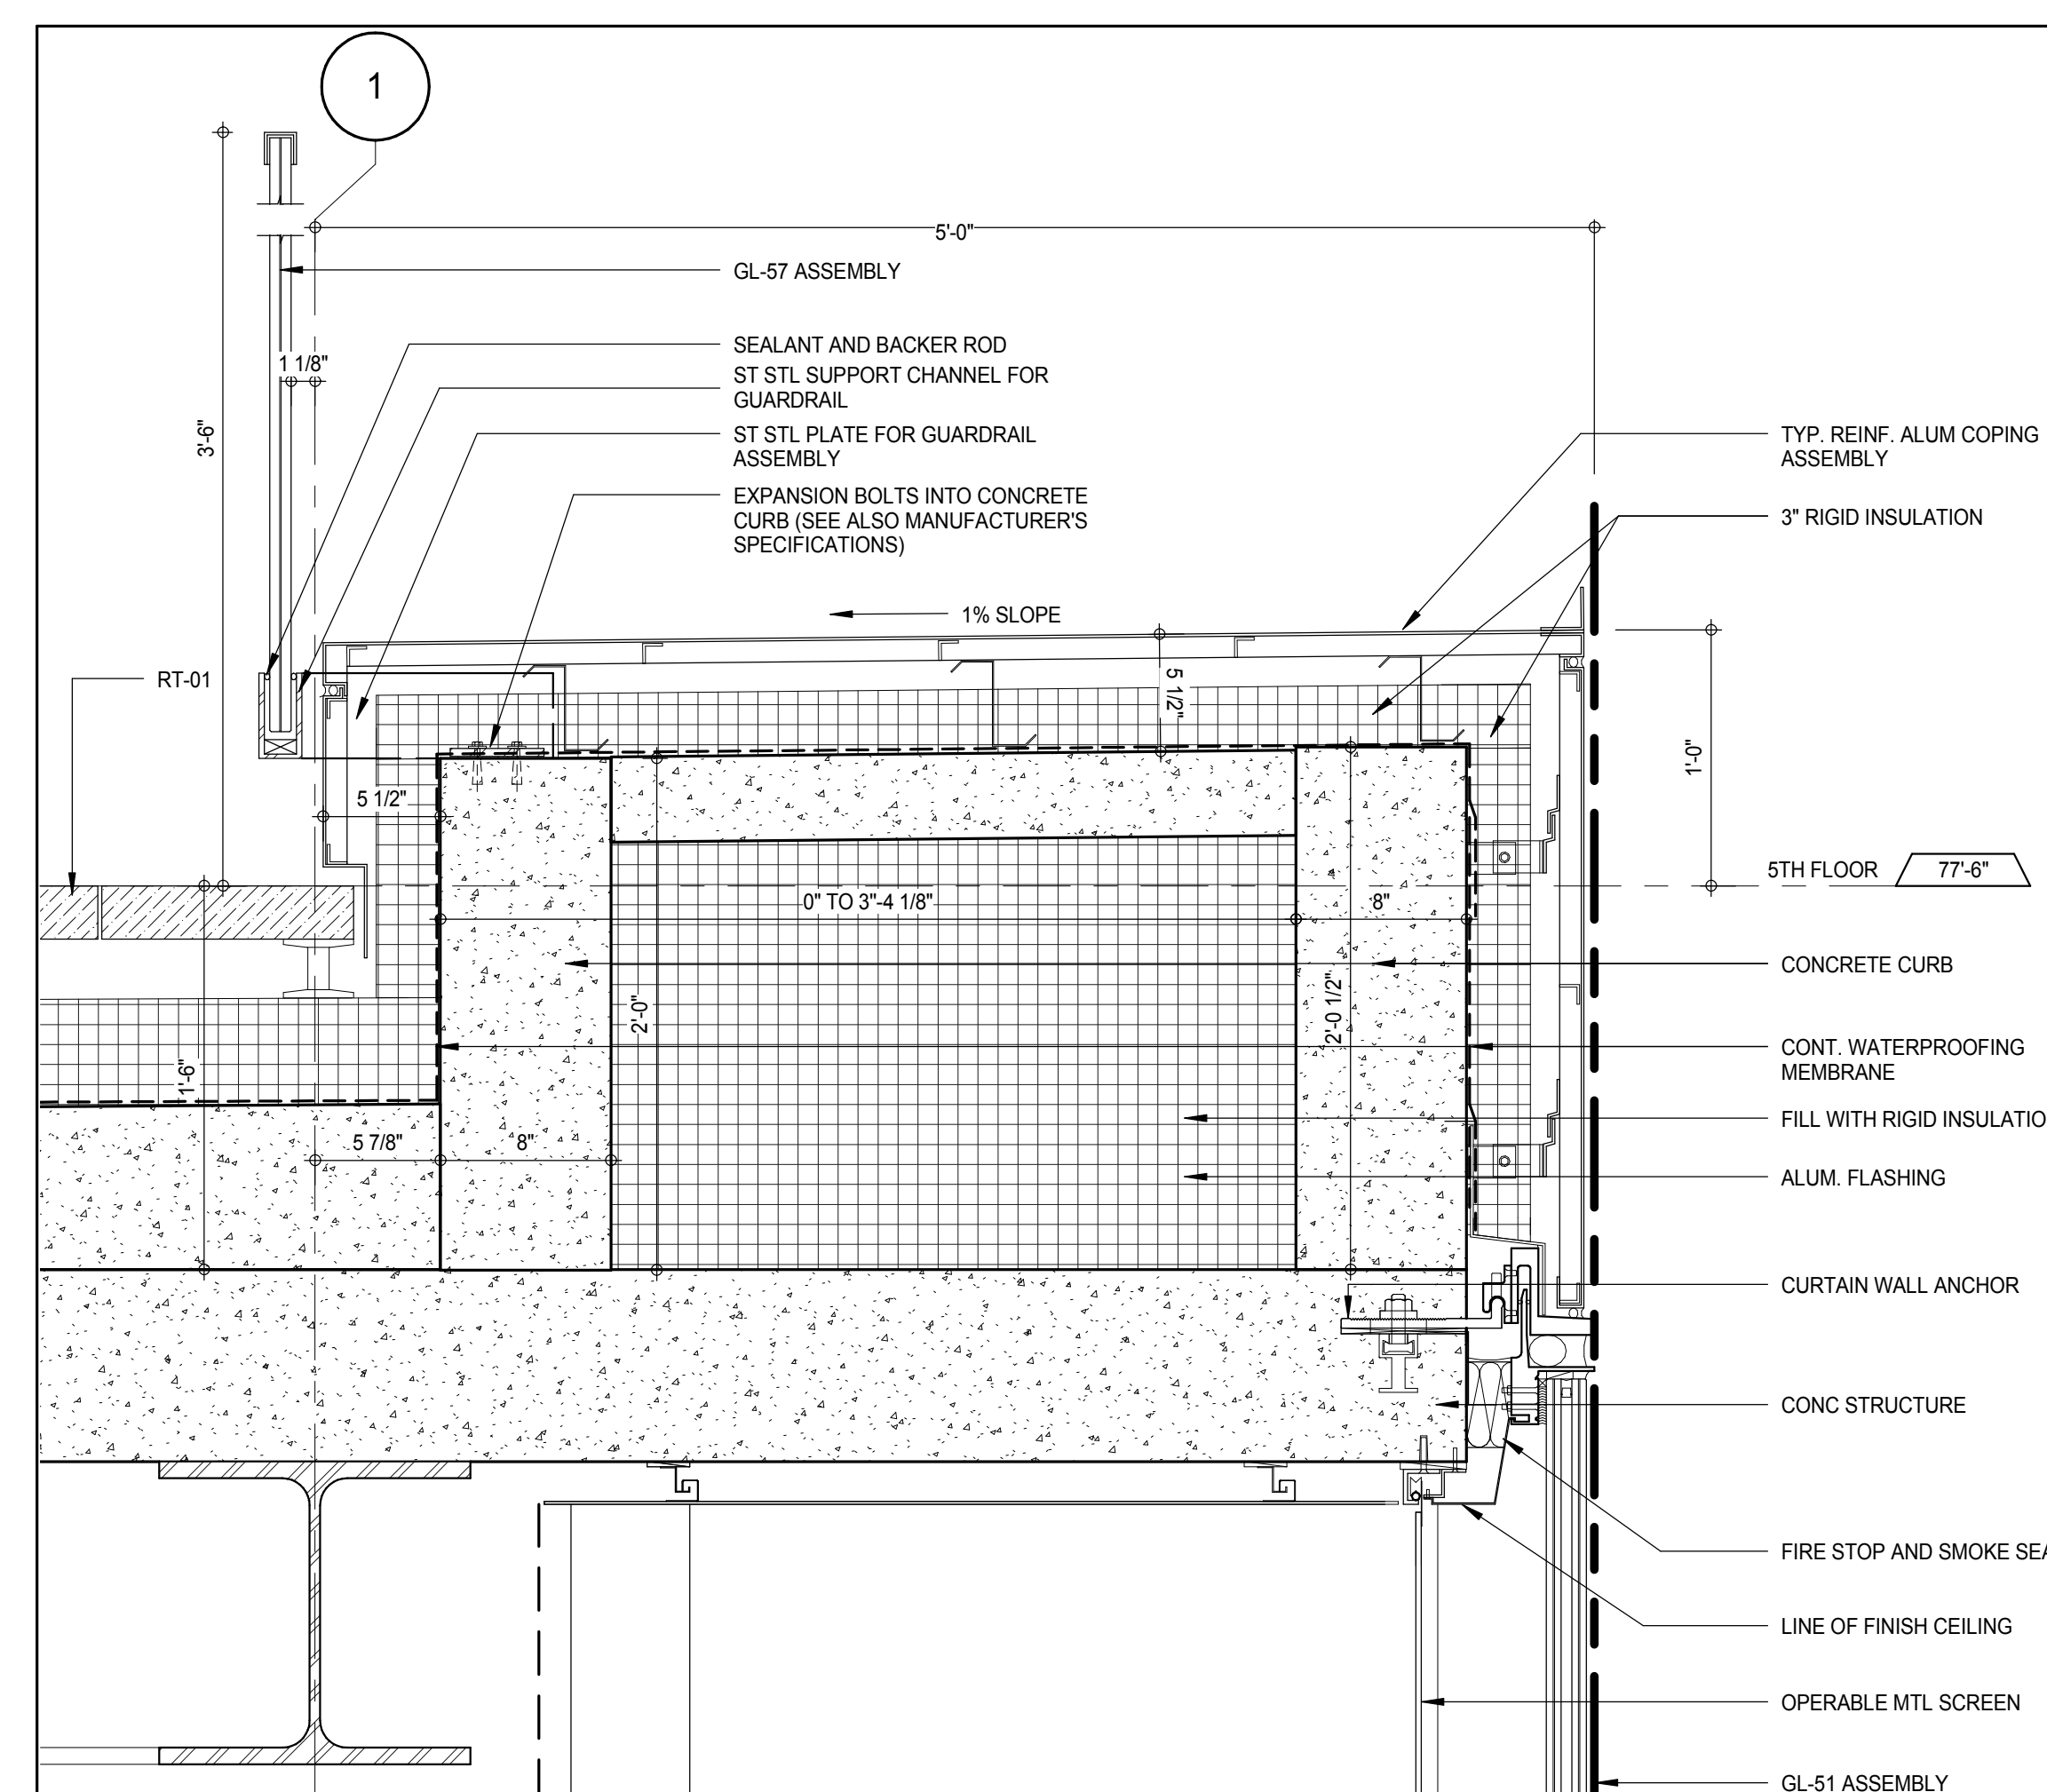 1
5'-0"
GL-57 ASSEMBLY
SEALANT AND BACKER ROD
1 1/8"
ST STL SUPPORT CHANNEL FOR
GUARDRAIL
3'-6"
ST STL PLATE FOR GUARDRAIL
ASSEMBLY
EXPANSION BOLTS INTO CONCRETE
CURB (SEE ALSO MANUFACTURER'S
SPECIFICATIONS)
TYP. REINF. ALUM COPING
ASSEMBLY
3" RIGID INSULATION
1% SLOPE
RT-01
5 1/2"
1'-0"
5 1/2"
5TH FLOOR 77'-6"
0" TO 3"-4 1/8"
8"
CONCRETE CURB
2'-0"
2'-0 1/2"
CONT. WATERPROOFING
MEMBRANE
1'-6"
FILL WITH RIGID INSULATIO
5 7/8"
8"
ALUM. FLASHING
CURTAIN WALL ANCHOR
CONC STRUCTURE
FIRE STOP AND SMOKE SEA
LINE OF FINISH CEILING
OPERABLE MTL SCREEN
GL-51 ASSEMBLY